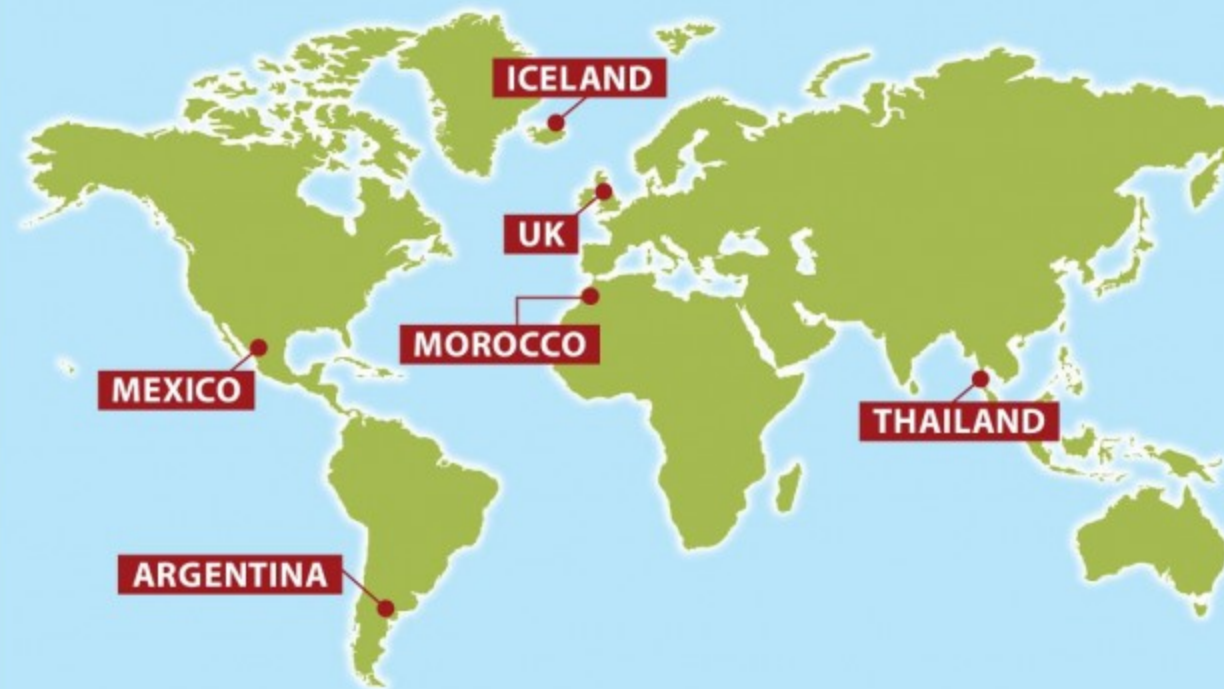 ICELAND
UK
MOROCCO
MEXICO
THAILAND
ARGENTINA